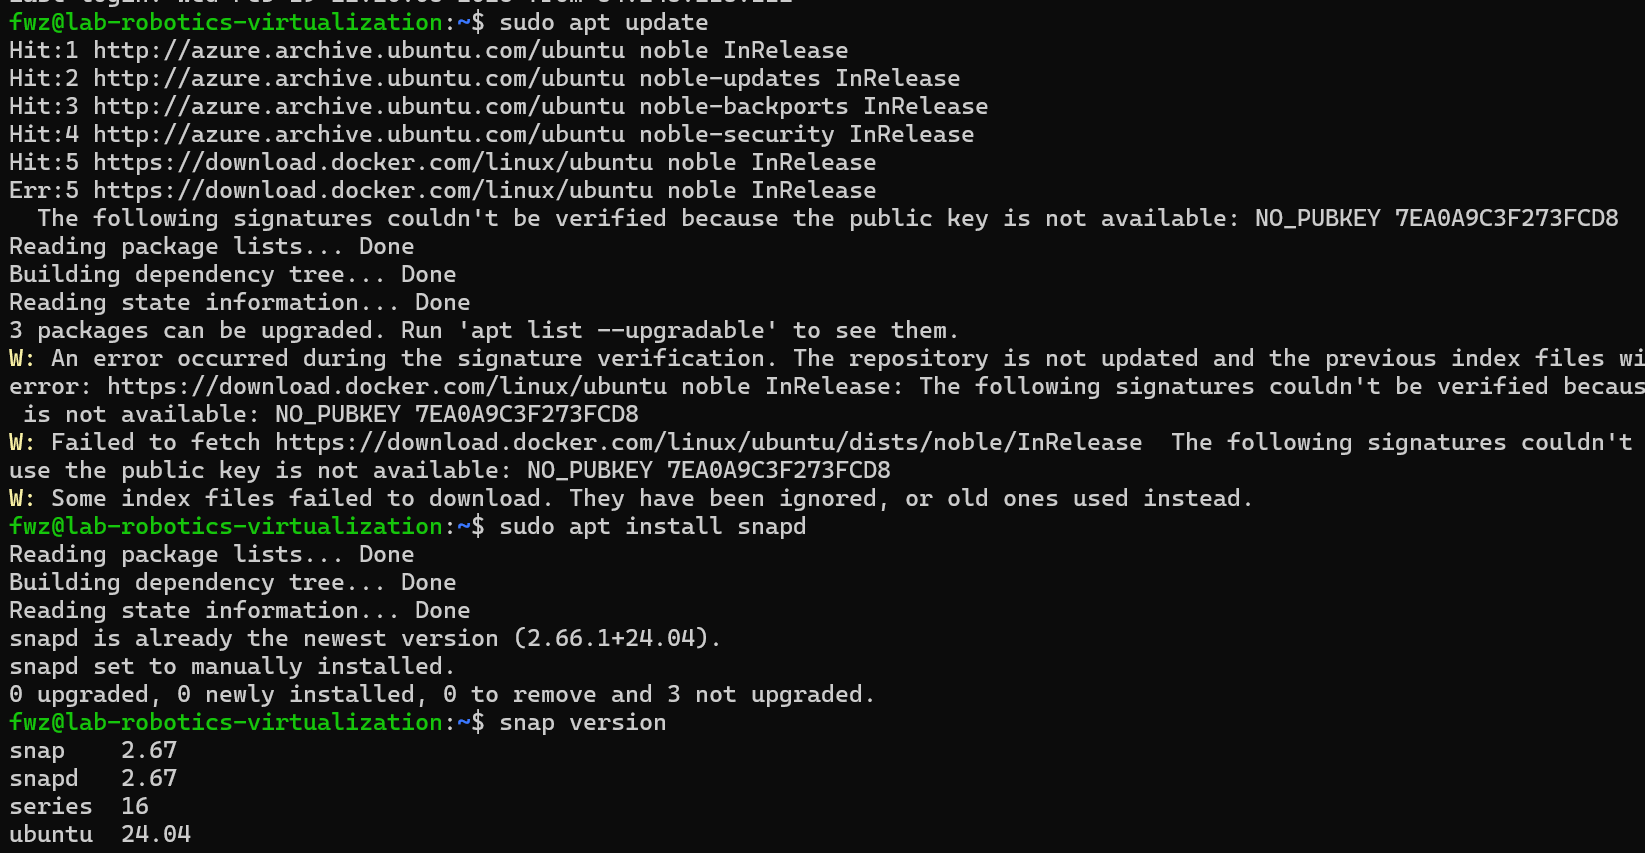 fwz@lab-robotics-virtualization:~$ sudo apt update
Hit:1 http://azure.archive.ubuntu.com/ubuntu noble InRelease
Hit:2 http://azure.archive.ubuntu.com/ubuntu noble-updates InRelease
Hit:3 http://azure.archive.ubuntu.com/ubuntu noble-backports InRelease
Hit:4 http://azure.archive.ubuntu.com/ubuntu noble-security InRelease
Hit:5 https://download.docker.com/linux/ubuntu noble InRelease
Err:5 https://download.docker.com/linux/ubuntu noble InRelease
  The following signatures couldn't be verified because the public key is not available: NO_PUBKEY 7EA0A9C3F273FCD8
Reading package lists... Done
Building dependency tree... Done
Reading state information... Done
3 packages can be upgraded. Run 'apt list --upgradable' to see them.
W: An error occurred during the signature verification. The repository is not updated and the previous index files wi
error: https://download.docker.com/linux/ubuntu noble InRelease: The following signatures couldn't be verified becaus
 is not available: NO_PUBKEY 7EA0A9C3F273FCD8
W: Failed to fetch https://download.docker.com/linux/ubuntu/dists/noble/InRelease  The following signatures couldn't
use the public key is not available: NO_PUBKEY 7EA0A9C3F273FCD8
W: Some index files failed to download. They have been ignored, or old ones used instead.
fwz@lab-robotics-virtualization:~$ sudo apt install snapd
Reading package lists... Done
Building dependency tree... Done
Reading state information... Done
snapd is already the newest version (2.66.1+24.04).
snapd set to manually installed.
0 upgraded, 0 newly installed, 0 to remove and 3 not upgraded.
fwz@lab-robotics-virtualization:~$ snap version
snap    2.67
snapd   2.67
series  16
ubuntu  24.04